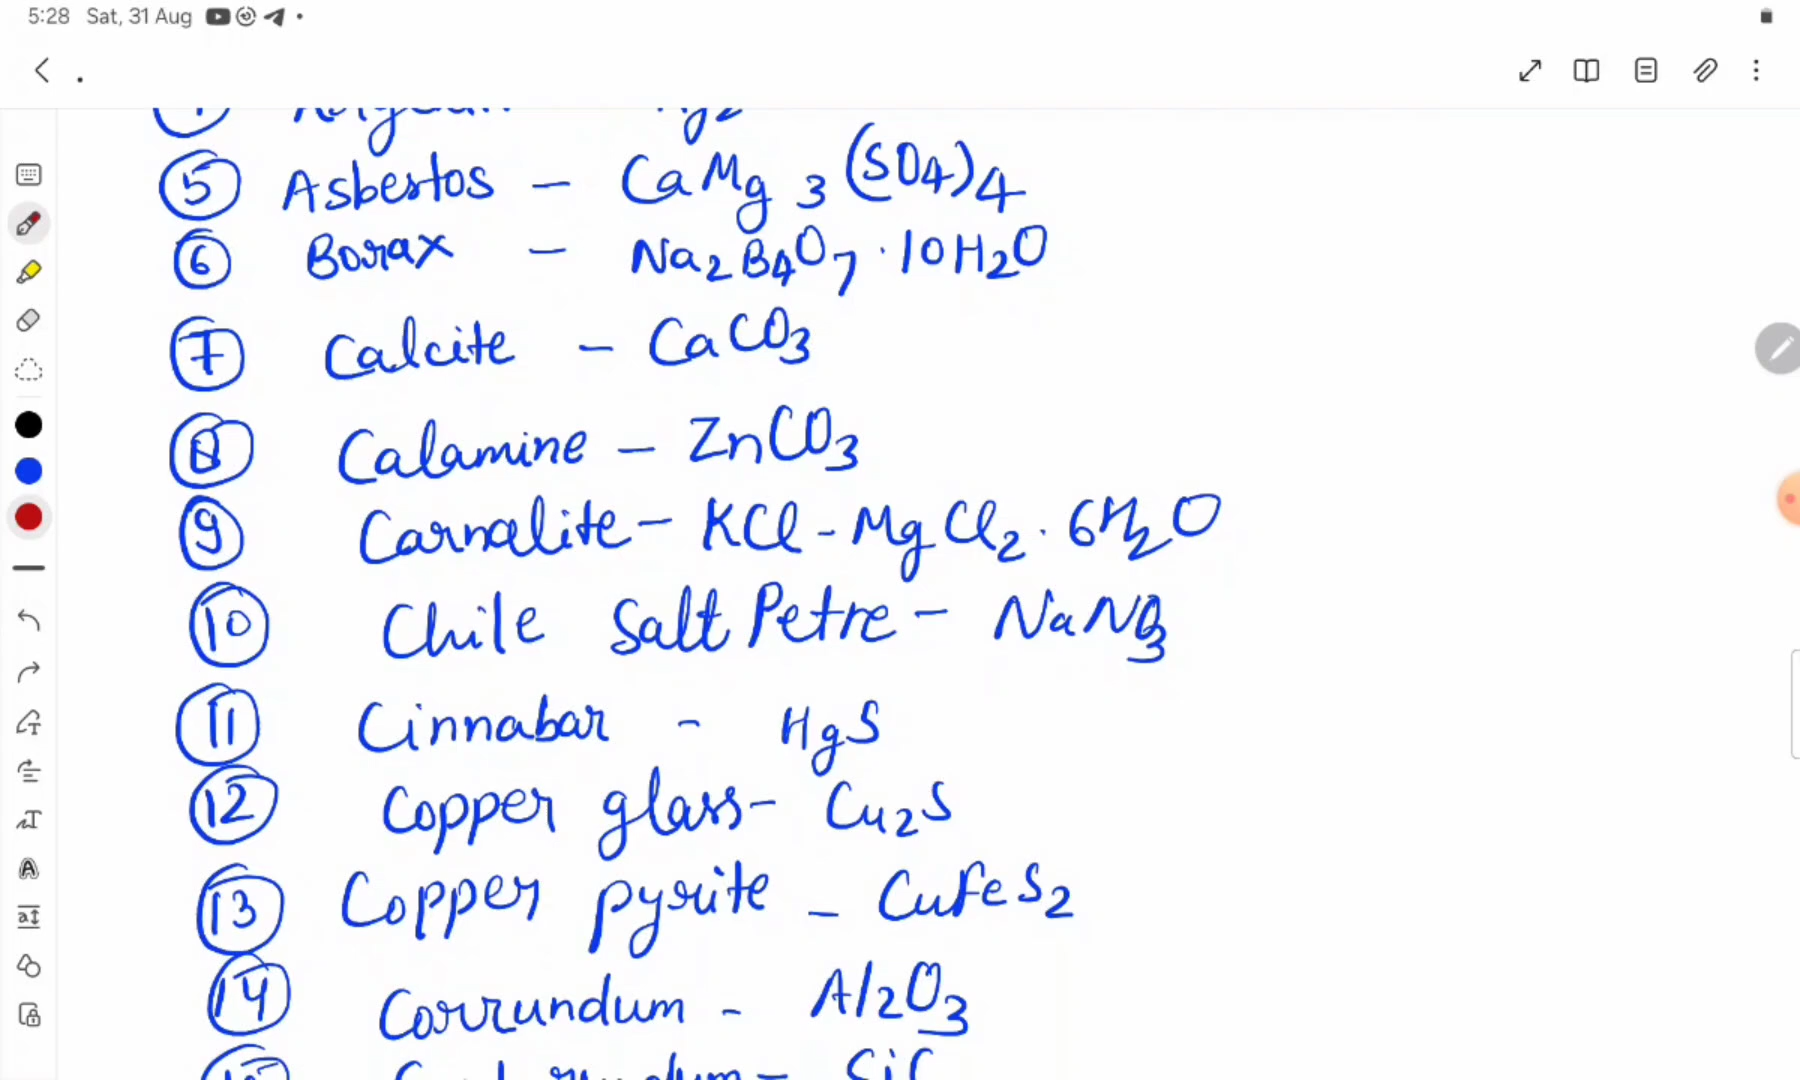 5:28 Sat, 31 Aug
.
5 Asbestos - CaMg3(SO4)4
6 Borax - Na2B4O7.10H2O
7 Calcite - CaCO3
8 Calamine - ZnCO3
9 Carnalite - KCl-MgCl2.6H2O
10 Chile Salt Petre - NaNO3
11 Cinnabar - HgS
12 Copper glass - Cu2S
13 Copper pyrite - CuFeS2
14 Corrundum - Al2O3
SiC